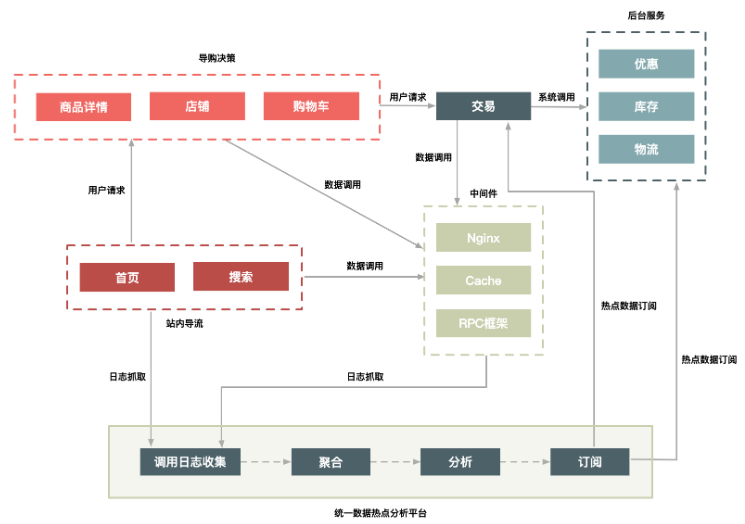 后台服务
导购决策
优惠
商品详情
店铺
购物车
用户请求
交易
系统调用
库存
物流
数据调用
用户请求
数据调用
中间件
Nginx
首页
搜索
数据调用
Cache
热点数据订阅
RPC框架
站内导流
热点数据订阅
日志抓取
日志抓取
调用日志收集
聚合
分析
订阅
统一数据热点分析平台